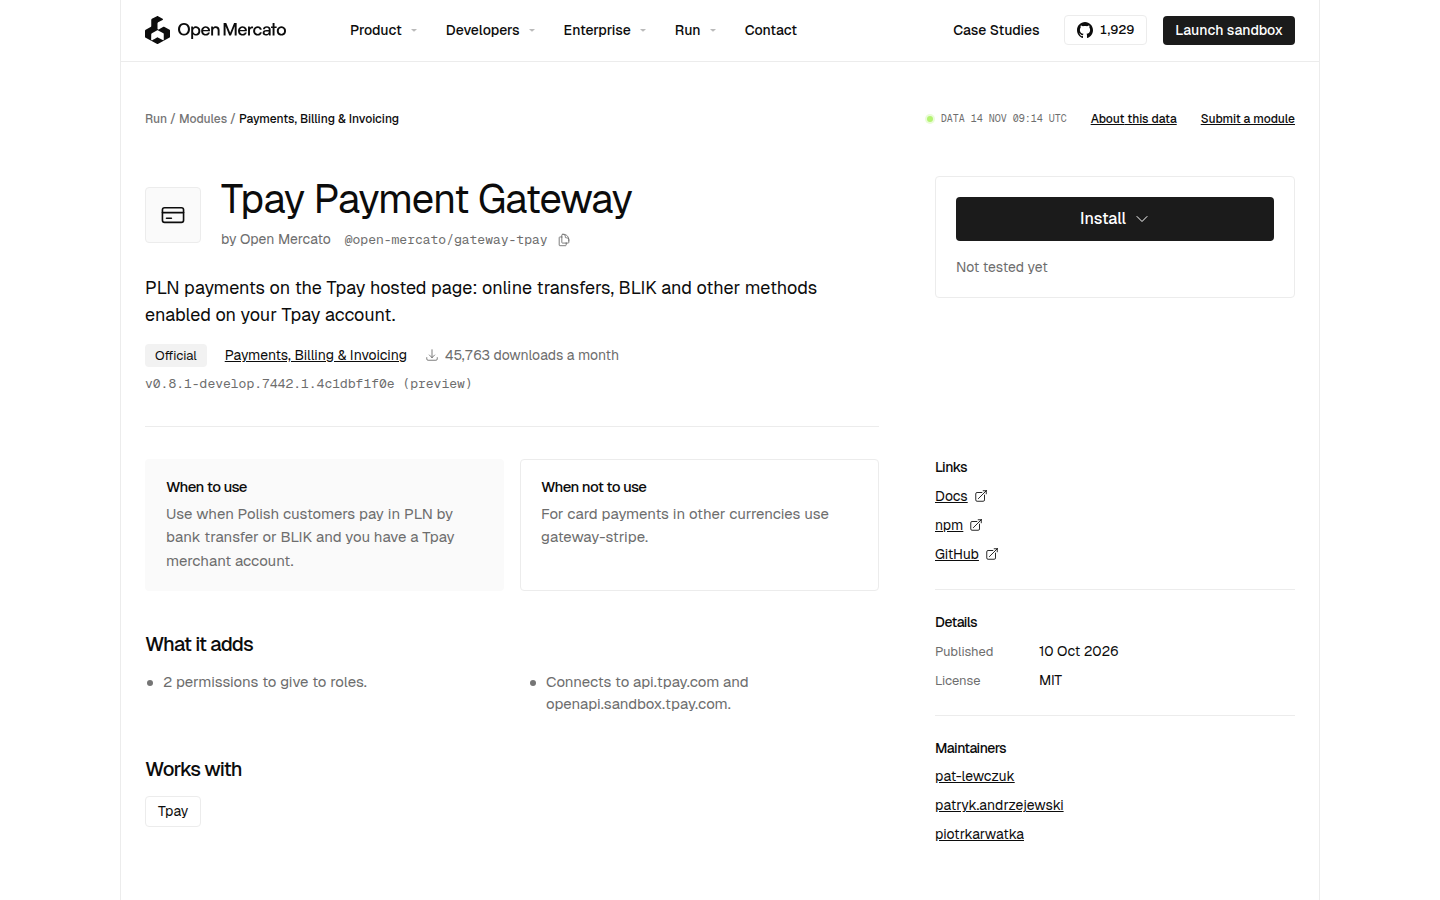 Open Mercato
Product
Developers
Enterprise
Run
Contact
Case Studies
1,929
Launch sandbox
Run / Modules / Payments, Billing & Invoicing
DATA 14 NOV 09:14 UTC
About this data
Submit a module
Tpay Payment Gateway
by Open Mercato @open-mercato/gateway-tpay
PLN payments on the Tpay hosted page: online transfers, BLIK and other methods
enabled on your Tpay account.
Official
Payments, Billing & Invoicing
45,763 downloads a month
v0.8.1-develop.7442.1.4c1dbf1f0e (preview)
Install
Not tested yet
When to use
Use when Polish customers pay in PLN by
bank transfer or BLIK and you have a Tpay
merchant account.
When not to use
For card payments in other currencies use
gateway-stripe.
What it adds
2 permissions to give to roles.
Connects to api.tpay.com and
openapi.sandbox.tpay.com.
Works with
Tpay
Links
Docs
npm
GitHub
Details
Published 10 Oct 2026
License MIT
Maintainers
pat-lewczuk
patryk.andrzejewski
piotrkarwatka